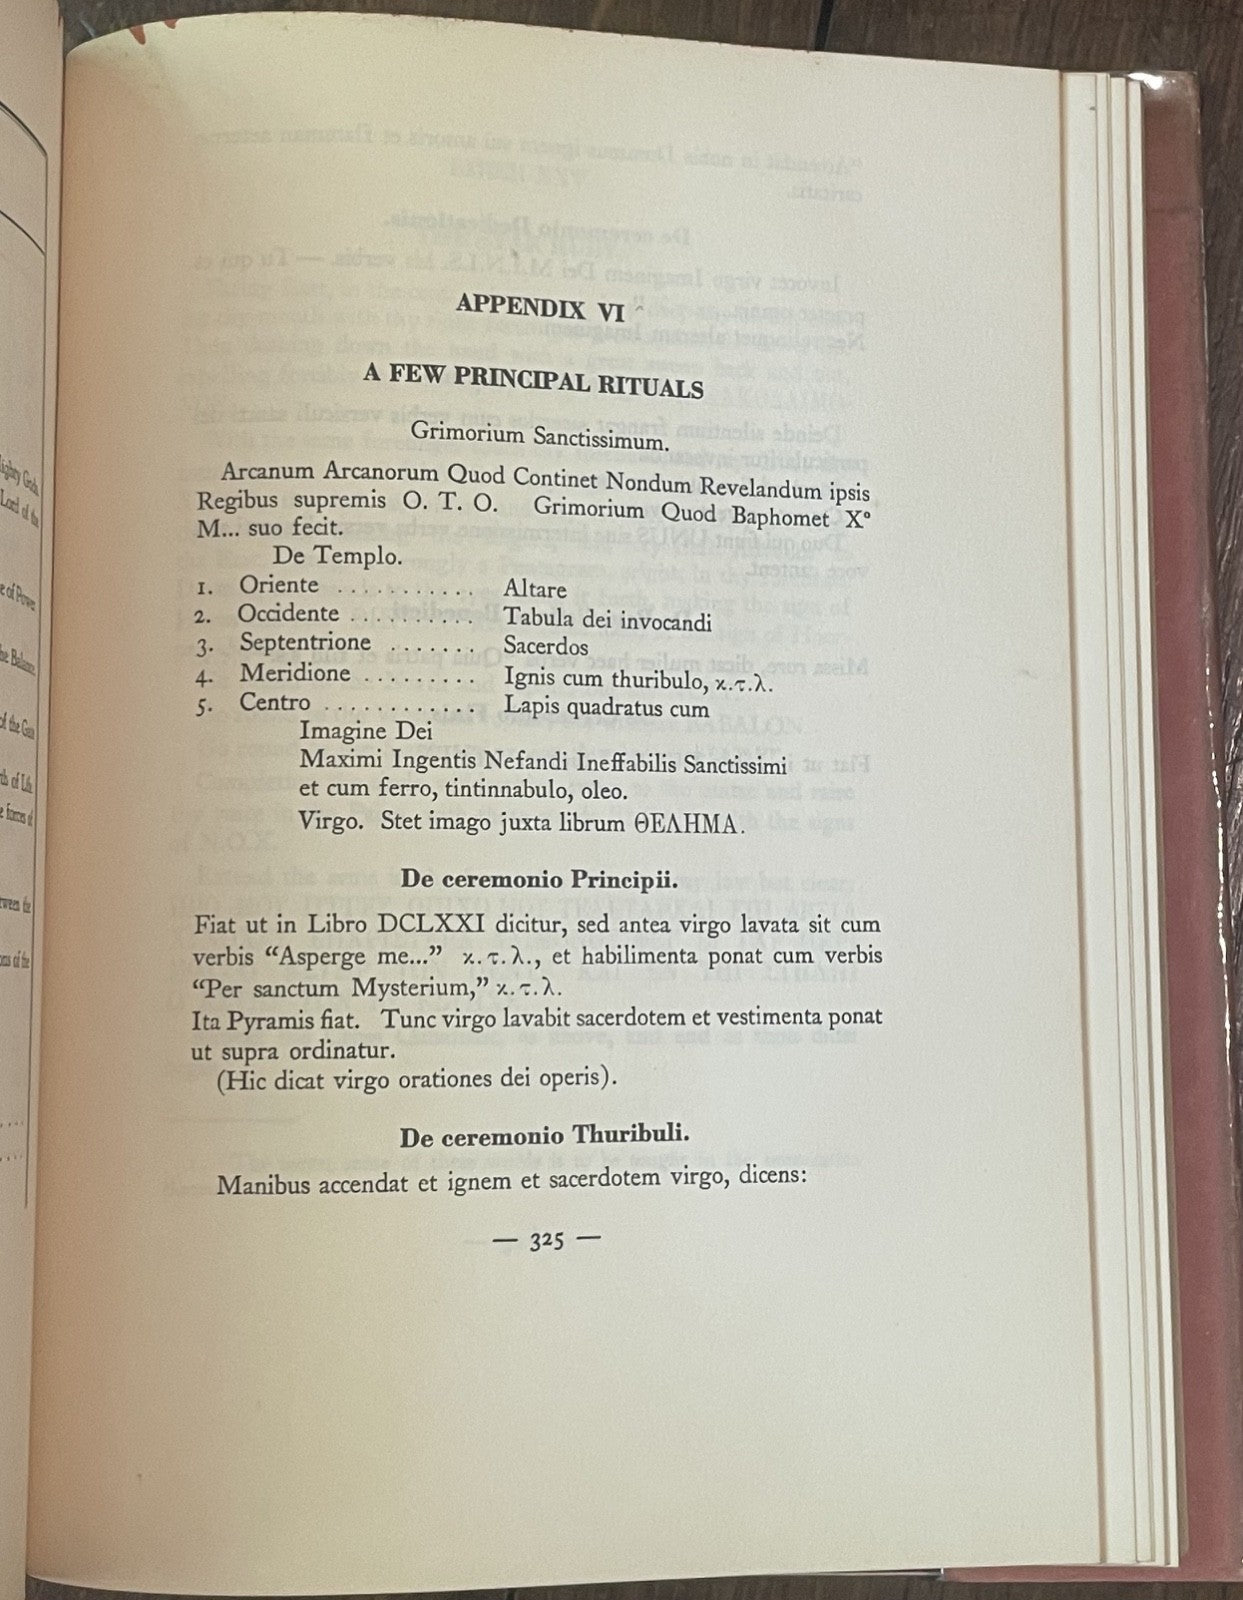 APPENDIX VI
A FEW PRINCIPAL RITUALS
Grimorium Sanctissimum.
Arcanum Arcanorum Quod Continet Nondum Revelandum ipsis
Regibus supremis O. T. O. Grimorium Quod Baphomet X°
M... suo fecit.
De Templo.
1. Oriente . . . . . . . . . . . Altare
2. Occidente . . . . . . . . . . Tabula dei invocandi
3. Septentrione . . . . . . . Sacerdos
4. Meridione . . . . . . . . . Ignis cum thuribulo, ϰ.τ.λ.
5. Centro . . . . . . . . . . . . Lapis quadratus cum
Imagine Dei
Maximi Ingentis Nefandi Ineffabilis Sanctissimi
et cum ferro, tintinnabulo, oleo.
Virgo. Stet imago juxta librum ΘΕΛΗΜΑ.
De ceremonio Principii.
Fiat ut in Libro DCLXXI dicitur, sed antea virgo lavata sit cum
verbis “Asperge me...” ϰ.τ.λ., et habilimenta ponat cum verbis
“Per sanctum Mysterium,” ϰ.τ.λ.
Ita Pyramis fiat. Tunc virgo lavabit sacerdotem et vestimenta ponat
ut supra ordinatur.
(Hic dicat virgo orationes dei operis).
De ceremonio Thuribuli.
Manibus accendat et ignem et sacerdotem virgo, dicens:
— 325 —